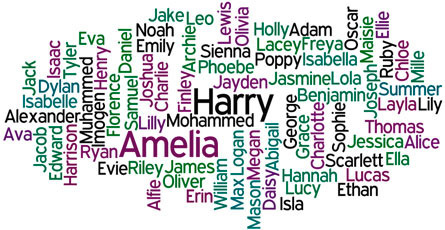 Jake
Leo
Lewis
Olivia
Holly
Adam
Oscar
Noah
Emily
Archie
Sienna
Lacey
Freya
Maisie
Ellie
Eva
Daniel
Tyler
Henry
Isaac
Jack
Dylan
Isabelle
Muhammed
Imogen
Florence
Samuel
Joshua
Charlie
Finley
Phoebe
Poppy
Isabella
Ruby
Chloe
Mille
Jayden
Jasmine
Lola
Benjamin
Joseph
Summer
Layla
Lily
Harry
Alexander
Ava
Jacob
Edward
Harrison
Ryan
Lilly
Mohammed
Amelia
George
Grace
Charlotte
Sophie
Thomas
Jessica
Alice
Evie
Riley
James
Alfie
Oliver
Erin
William
Max
Logan
Mason
Megan
Daisy
Abigail
Hannah
Lucy
Isla
Scarlett
Ella
Lucas
Ethan